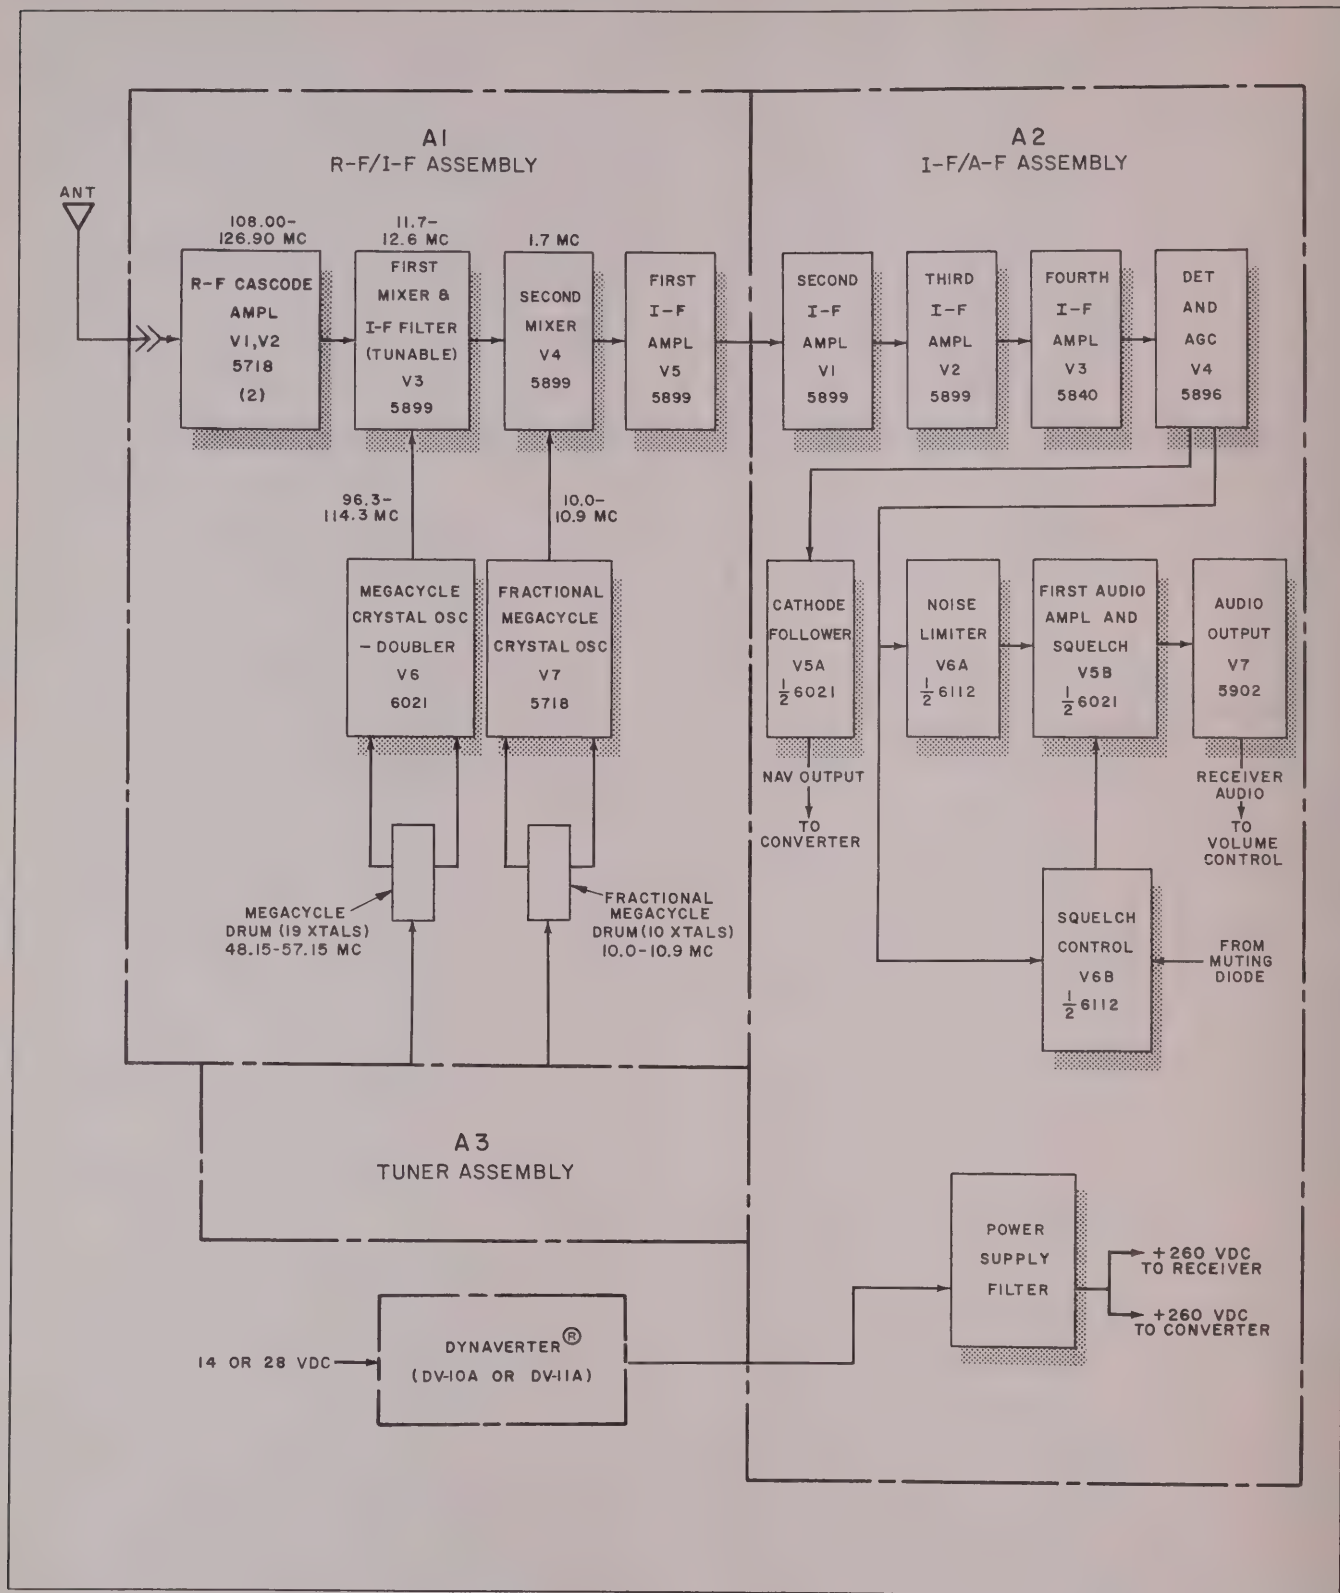 A1
R-F/I-F ASSEMBLY
A2
I-F/A-F ASSEMBLY
ANT
108.00-
126.90 MC
11.7-
12.6 MC
1.7 MC
R-F CASCODE
AMPL
V1,V2
5718
(2)
FIRST
MIXER &
I-F FILTER
(TUNABLE)
V3
5899
SECOND
MIXER
V4
5899
FIRST
I-F
AMPL
V5
5899
SECOND
I-F
AMPL
V1
5899
THIRD
I-F
AMPL
V2
5899
FOURTH
I-F
AMPL
V3
5840
DET
AND
AGC
V4
5896
96.3-
114.3 MC
10.0-
10.9 MC
MEGACYCLE
CRYSTAL OSC
- DOUBLER
V6
6021
FRACTIONAL
MEGACYCLE
CRYSTAL OSC
V7
5718
CATHODE
FOLLOWER
V5A
1/2 6021
NOISE
LIMITER
V6A
1/2 6112
FIRST AUDIO
AMPL AND
SQUELCH
V5B
1/2 6021
AUDIO
OUTPUT
V7
5902
NAV OUTPUT
TO
CONVERTER
RECEIVER
AUDIO
TO
VOLUME
CONTROL
MEGACYCLE
DRUM (19 XTALS)
48.15-57.15 MC
FRACTIONAL
MEGACYCLE
DRUM (10 XTALS)
10.0-10.9 MC
SQUELCH
CONTROL
V6B
1/2 6112
FROM
MUTING
DIODE
A3
TUNER ASSEMBLY
POWER
SUPPLY
FILTER
+260 VDC
TO RECEIVER
+260 VDC
TO CONVERTER
14 OR 28 VDC
DYNAVERTER®
(DV-10A OR DV-11A)